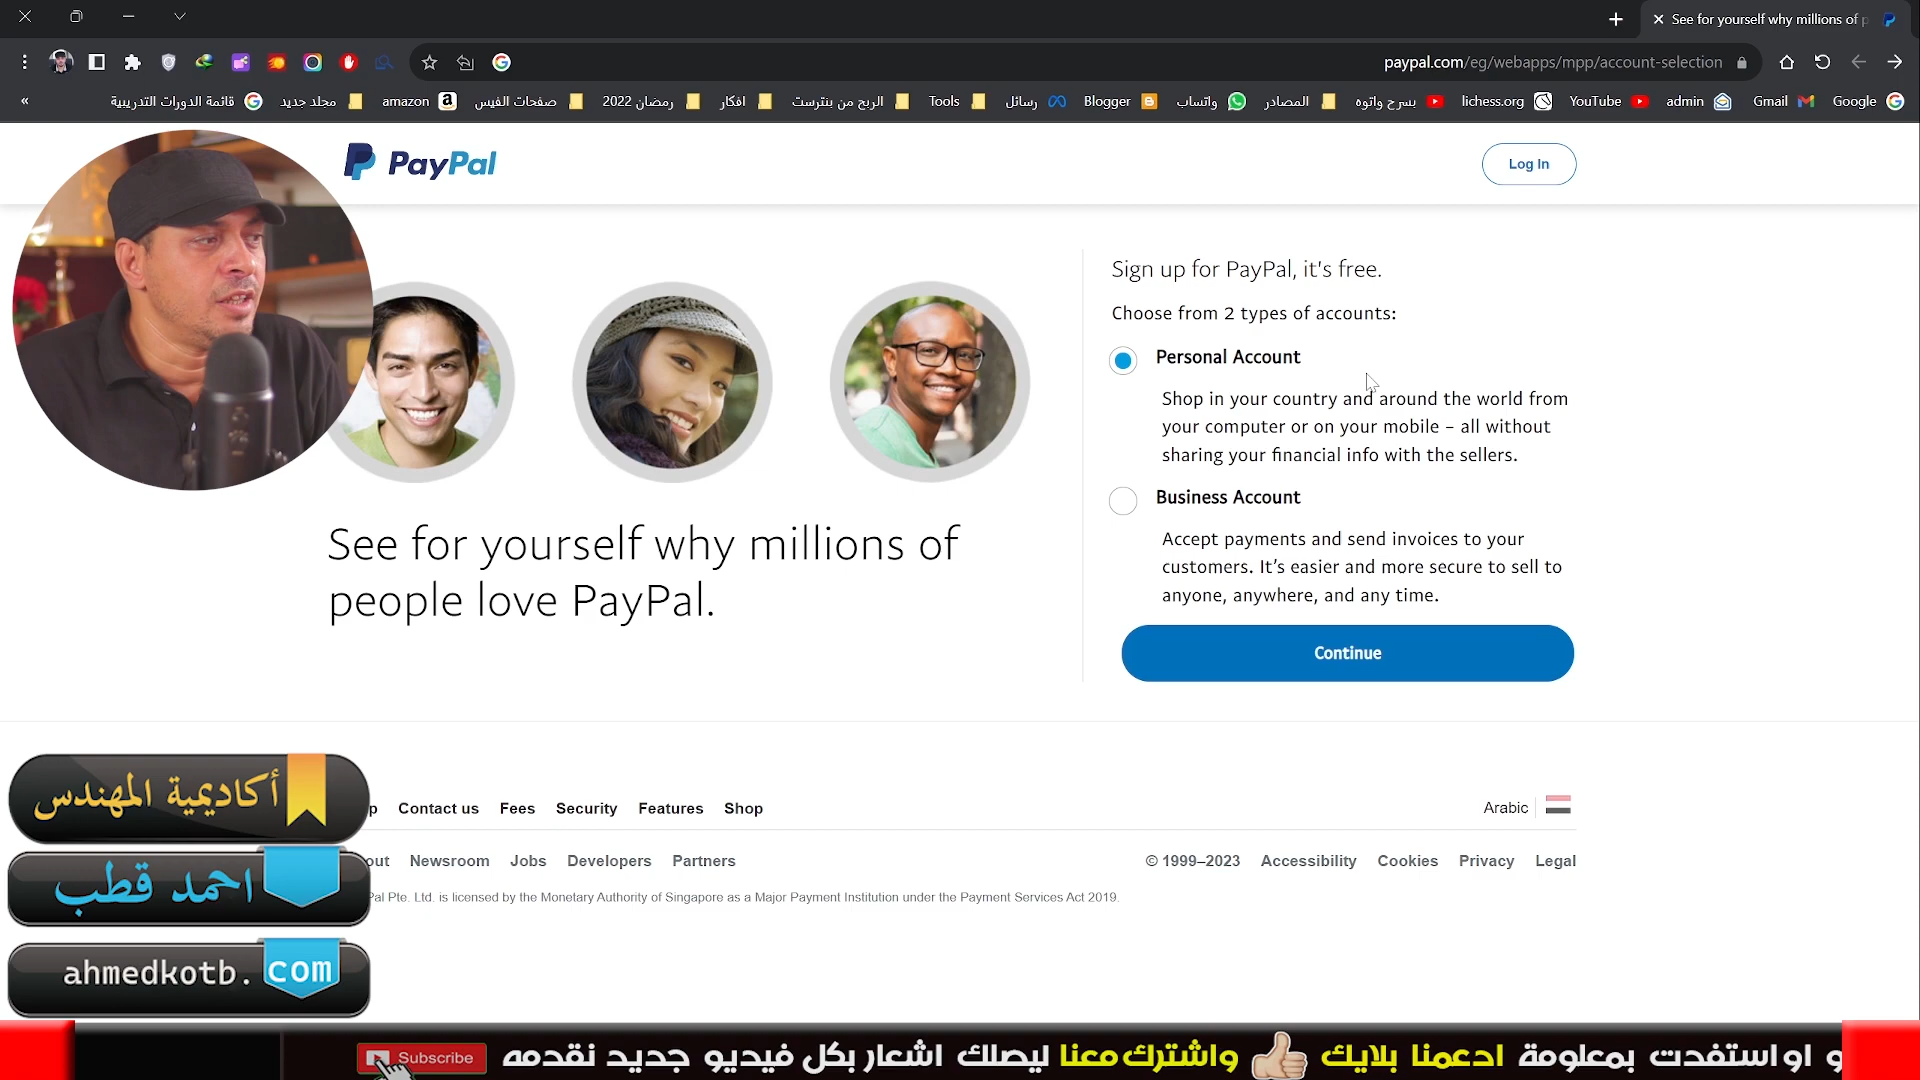 See for yourself why millions of p
paypal.com/eg/webapps/mpp/account-selection
« قائمة الدورات التدريبية مجلد جديد amazon صفحات الفيس رمضان 2022 افكار الربح من بنترست Tools رسائل Blogger واتساب المصادر بسرح واتوه lichess.org YouTube admin Gmail Google
PayPal
Log In
Sign up for PayPal, it's free.
Choose from 2 types of accounts:
Personal Account
Shop in your country and around the world from
your computer or on your mobile – all without
sharing your financial info with the sellers.
Business Account
Accept payments and send invoices to your
customers. It's easier and more secure to sell to
anyone, anywhere, and any time.
Continue
See for yourself why millions of
people love PayPal.
أكاديمية المهندس
احمد قطب
ahmedkotb.com
p Contact us Fees Security Features Shop
Arabic
out Newsroom Jobs Developers Partners
© 1999–2023 Accessibility Cookies Privacy Legal
Pal Pte. Ltd. is licensed by the Monetary Authority of Singapore as a Major Payment Institution under the Payment Services Act 2019.
و او استفدت بمعلومة ادعمنا بلايك واشترك معنا ليصلك اشعار بكل فيديو جديد نقدمه
Subscribe